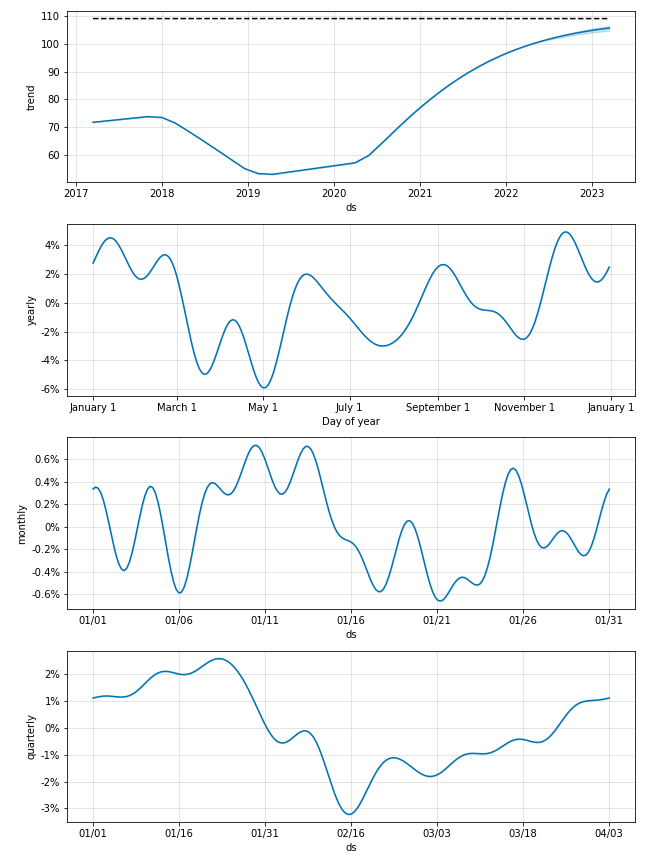 110
100
90
80
70
60
trend
2017 2018 2019 2020 2021 2022 2023
ds
4%
2%
0%
-2%
-4%
-6%
yearly
January 1 March 1 May 1 July 1 September 1 November 1 January 1
Day of year
0.6%
0.4%
0.2%
0%
-0.2%
-0.4%
-0.6%
monthly
01/01 01/06 01/11 01/16 01/21 01/26 01/31
ds
2%
1%
0%
-1%
-2%
-3%
quarterly
01/01 01/16 01/31 02/16 03/03 03/18 04/03
ds